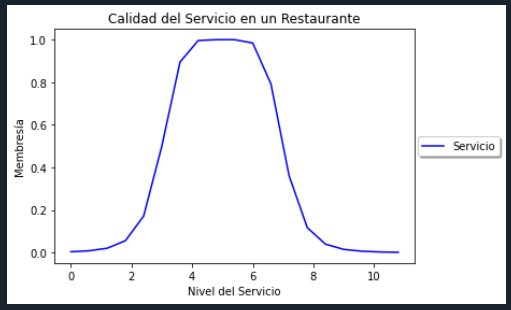 Calidad del Servicio en un Restaurante
1.0
0.8
0.6
0.4
0.2
0.0
Membresía
Servicio
0 2 4 6 8 10
Nivel del Servicio